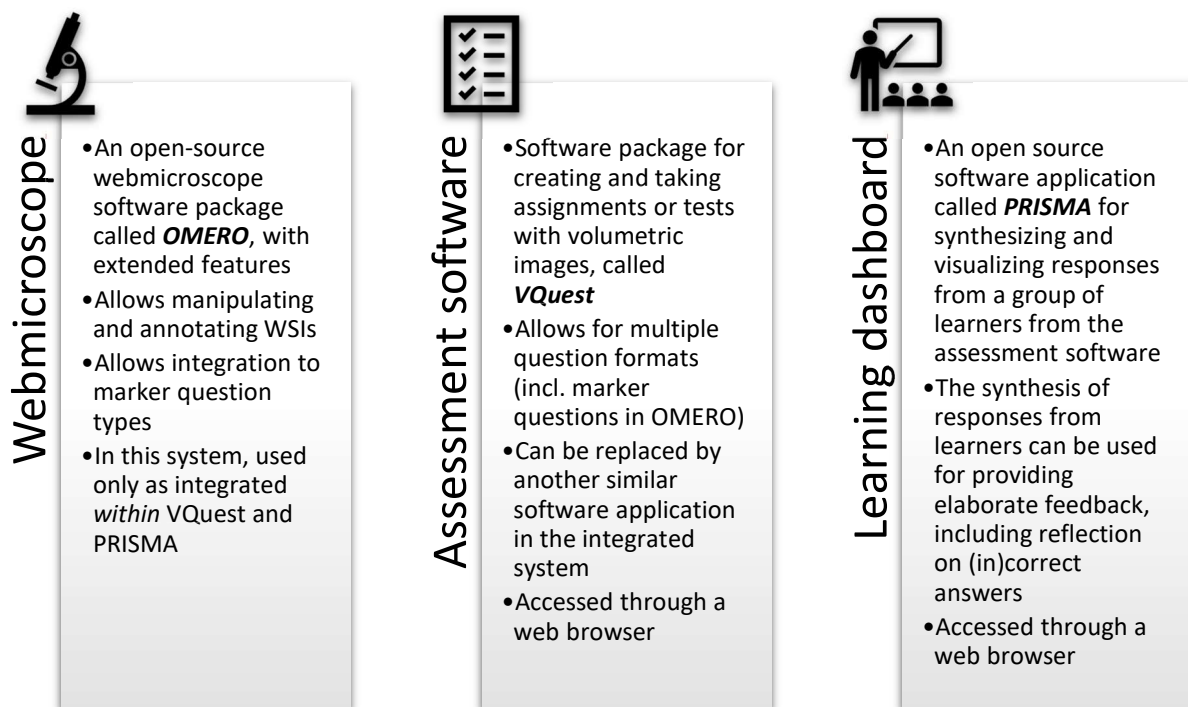 Webmicroscope
•An open-source
webmicroscope
software package
called OMERO, with
extended features
•Allows manipulating
and annotating WSIs
•Allows integration to
marker question
types
•In this system, used
only as integrated
within VQuest and
PRISMA
Assessment software
•Software package for
creating and taking
assignments or tests
with volumetric
images, called
VQuest
•Allows for multiple
question formats
(incl. marker
questions in OMERO)
•Can be replaced by
another similar
software application
in the integrated
system
•Accessed through a
web browser
Learning dashboard
•An open source
software application
called PRISMA for
synthesizing and
visualizing responses
from a group of
learners from the
assessment software
•The synthesis of
responses from
learners can be used
for providing
elaborate feedback,
including reflection
on (in)correct
answers
•Accessed through a
web browser